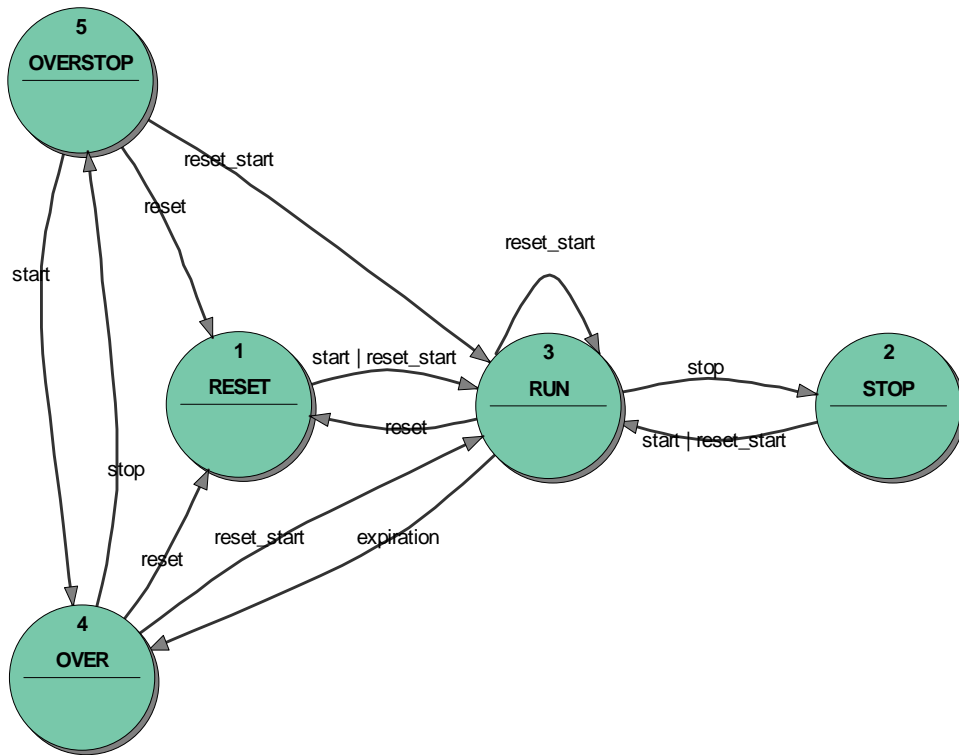 5
OVERSTOP
reset_start
reset
reset_start
start
1
RESET
start | reset_start
3
RUN
stop
2
STOP
reset
start | reset_start
stop
reset_start
expiration
reset
4
OVER